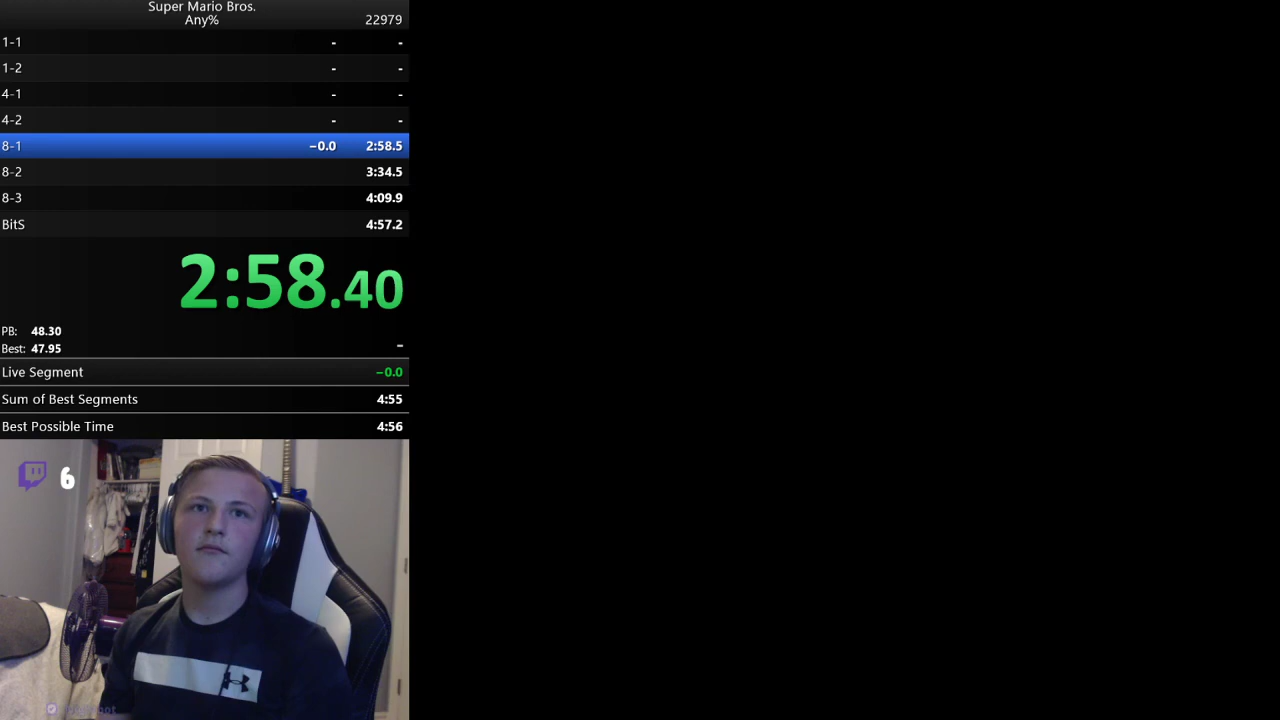 Super Mario Bros.
Any% 22979
1-1 - -
1-2 - -
4-1 - -
4-2 - -
8-1 −0.0 2:58.5
8-2 3:34.5
8-3 4:09.9
BitS 4:57.2
2:58.40
PB: 48.30
Best: 47.95 –
Live Segment −0.0
Sum of Best Segments 4:55
Best Possible Time 4:56
6